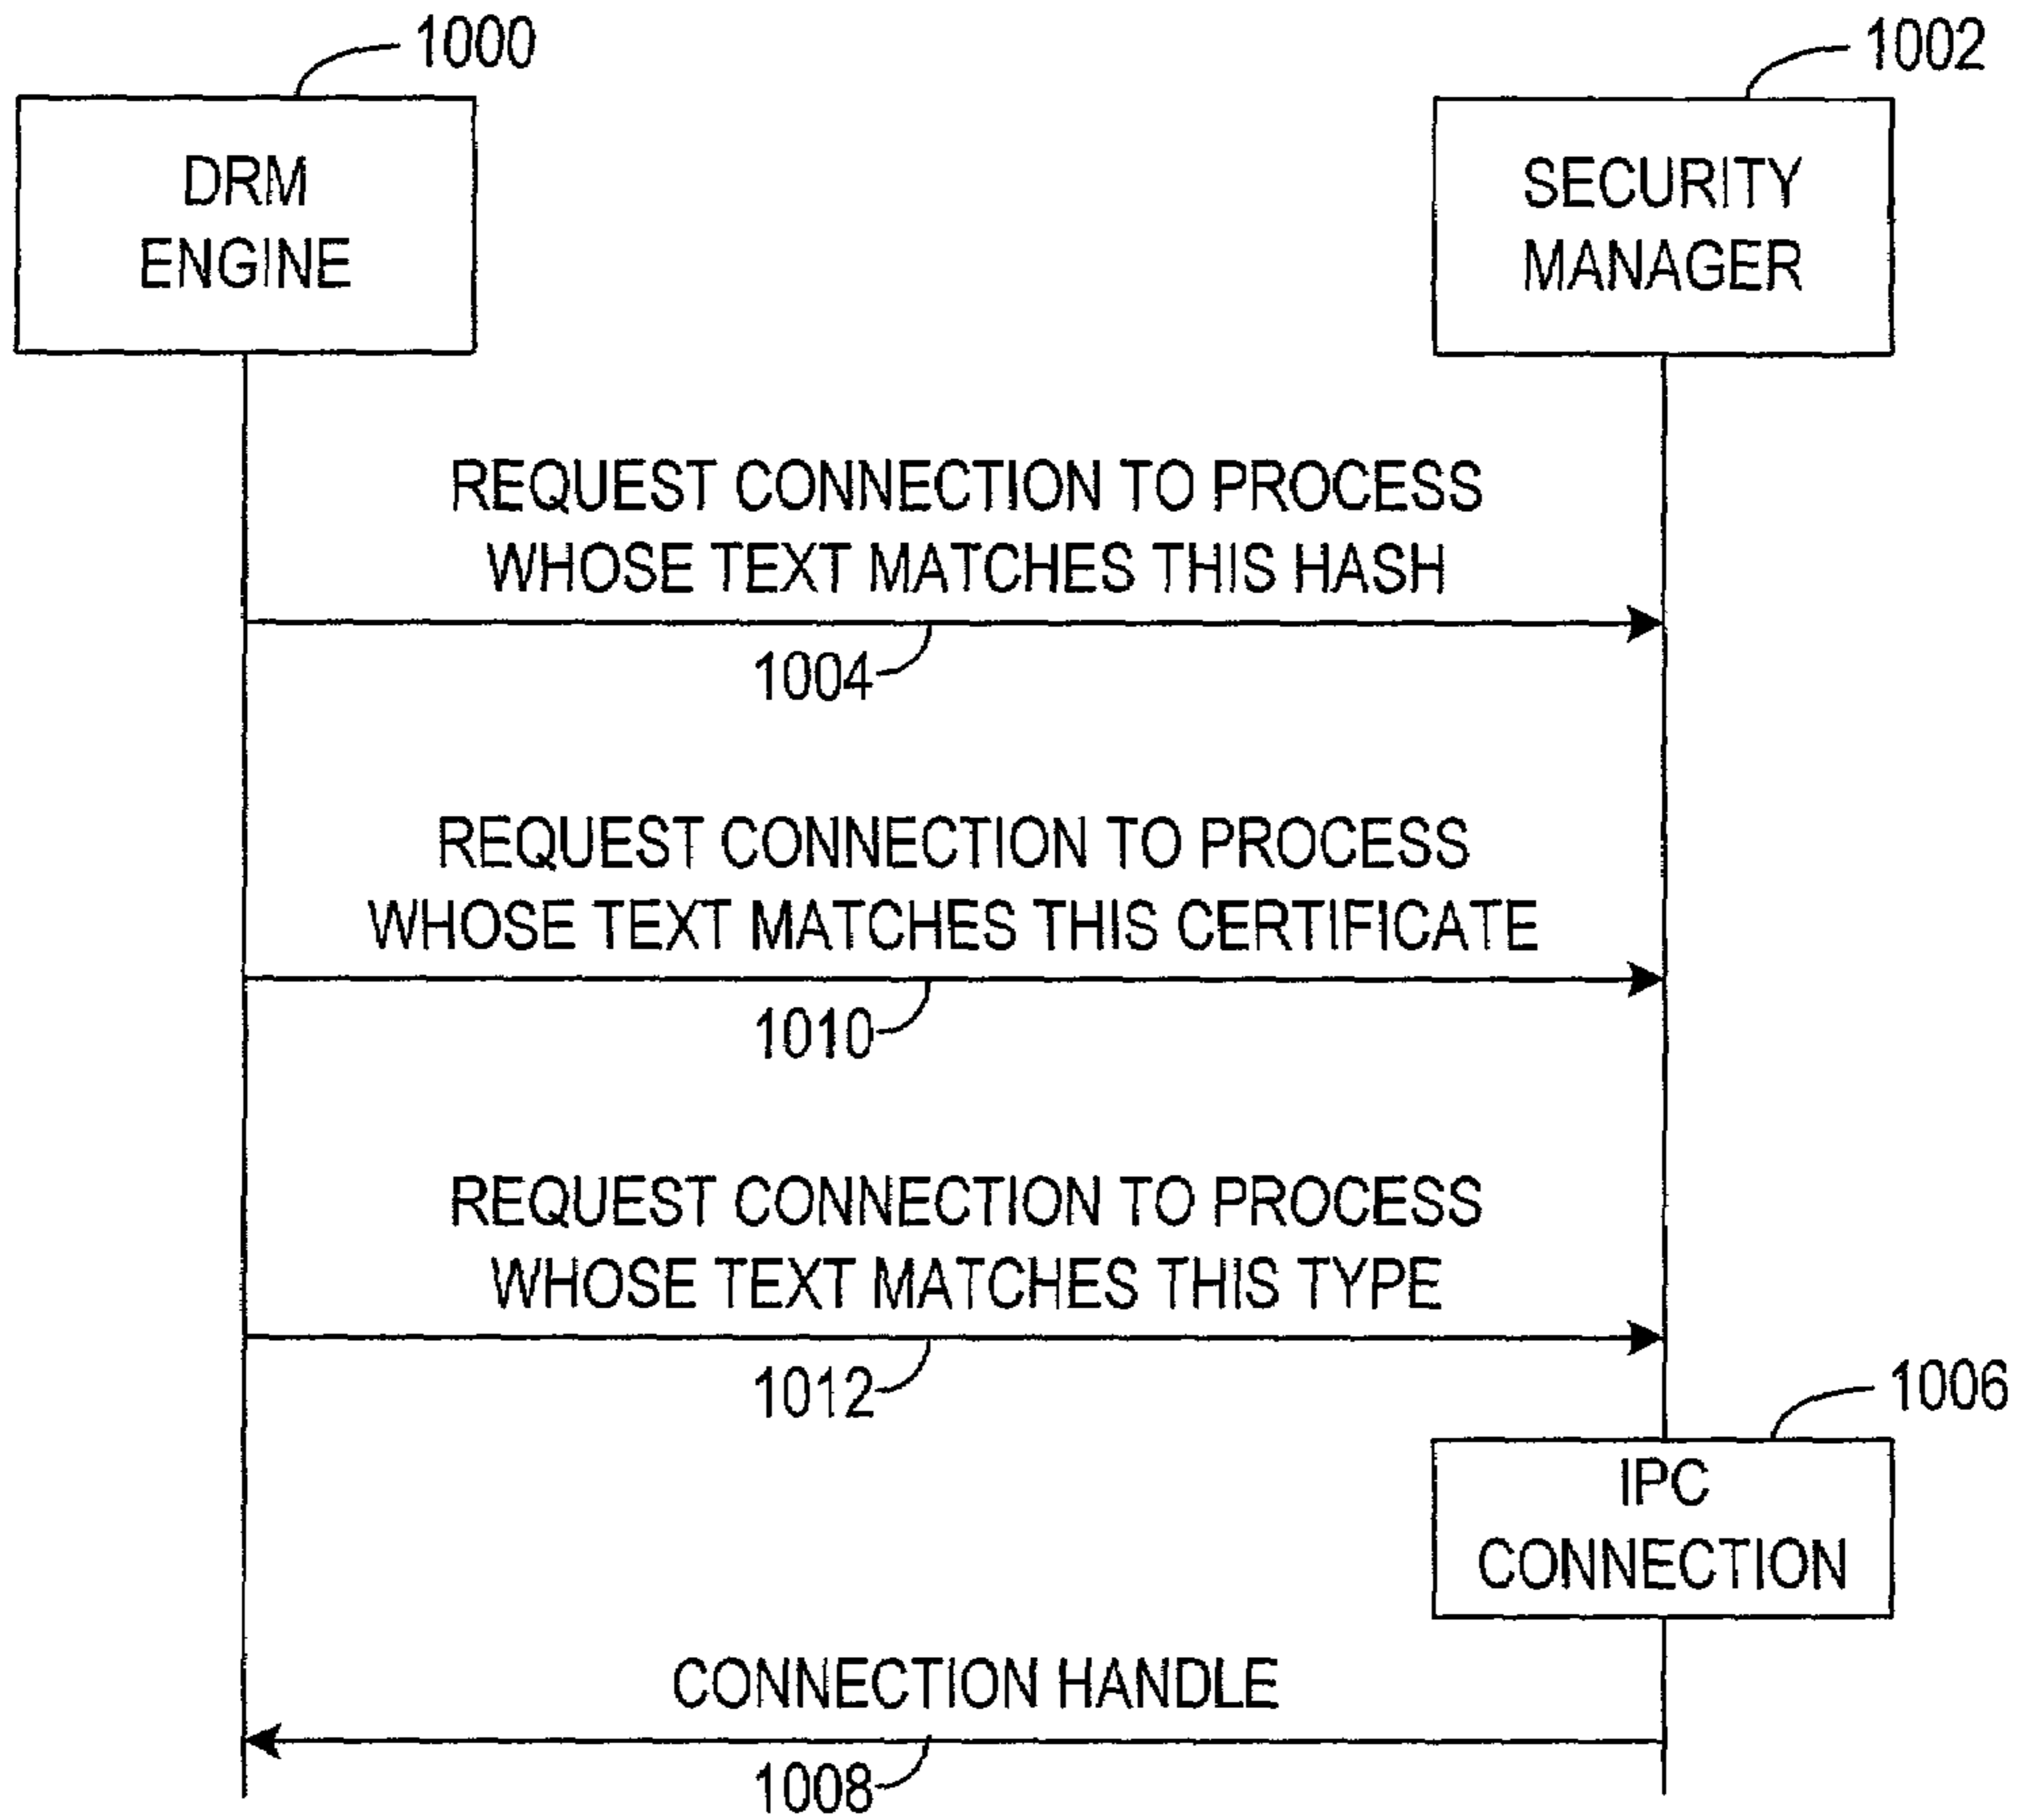 1000
1002
DRM
ENGINE
SECURITY
MANAGER
REQUEST CONNECTION TO PROCESS
WHOSE TEXT MATCHES THIS HASH
1004
REQUEST CONNECTION TO PROCESS
WHOSE TEXT MATCHES THIS CERTIFICATE
1010
REQUEST CONNECTION TO PROCESS
WHOSE TEXT MATCHES THIS TYPE
1012
1006
IPC
CONNECTION
CONNECTION HANDLE
1008